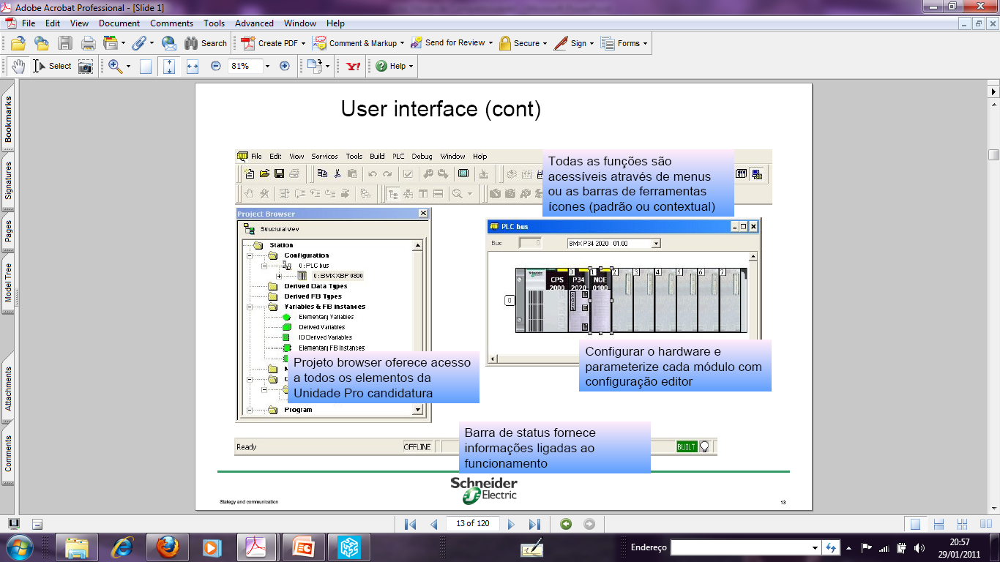 Adobe Acrobat Professional - [Slide 1]
File Edit View Document Comments Tools Advanced Window Help
Search Create PDF Comment & Markup Send for Review Secure Sign Forms
Select 81% Y! Help
Bookmarks
Signatures
Pages
Model Tree
Attachments
Comments
User interface (cont)
File Edit View Services Tools Build PLC Debug Window Help
Todas as funções são
acessíveis através de menus
ou as barras de ferramentas
ícones (padrão ou contextual)
Project Browser
Structural view
Station
Configuration
0 : PLC bus
0 : BMX XBP 0800
Derived Data Types
Derived FB Types
Variables & FB instances
Elementary Variables
Derived Variables
IO Derived Variables
Elementary FB Instances
Program
Projeto browser oferece acesso
a todos os elementos da
Unidade Pro candidatura
PLC bus
Bus: 0 BMX P34 2020 01.00
0 1 2 3 4 5 6 7
CPS P34 NOE
2000 2020 0100
0
Configurar o hardware e
parameterize cada módulo com
configuração editor
Barra de status fornece
informações ligadas ao
funcionamento
Ready OFFLINE BUILT
Schneider
Electric
Stategy and communication 13
13 of 120
Endereço
20:57
29/01/2011